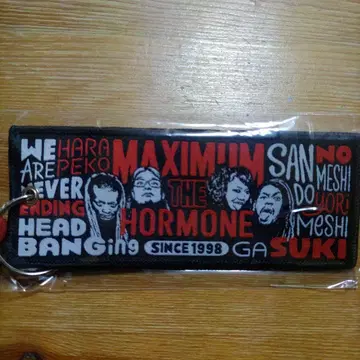 WE HARA
ARE PEKO
NEVER
ENDING
HEAD
BANGing
MAXIMUM
THE
HORMONE
SINCE 1998
SAN NO
DO MESHI
YORI
MESHI
GA SUKI